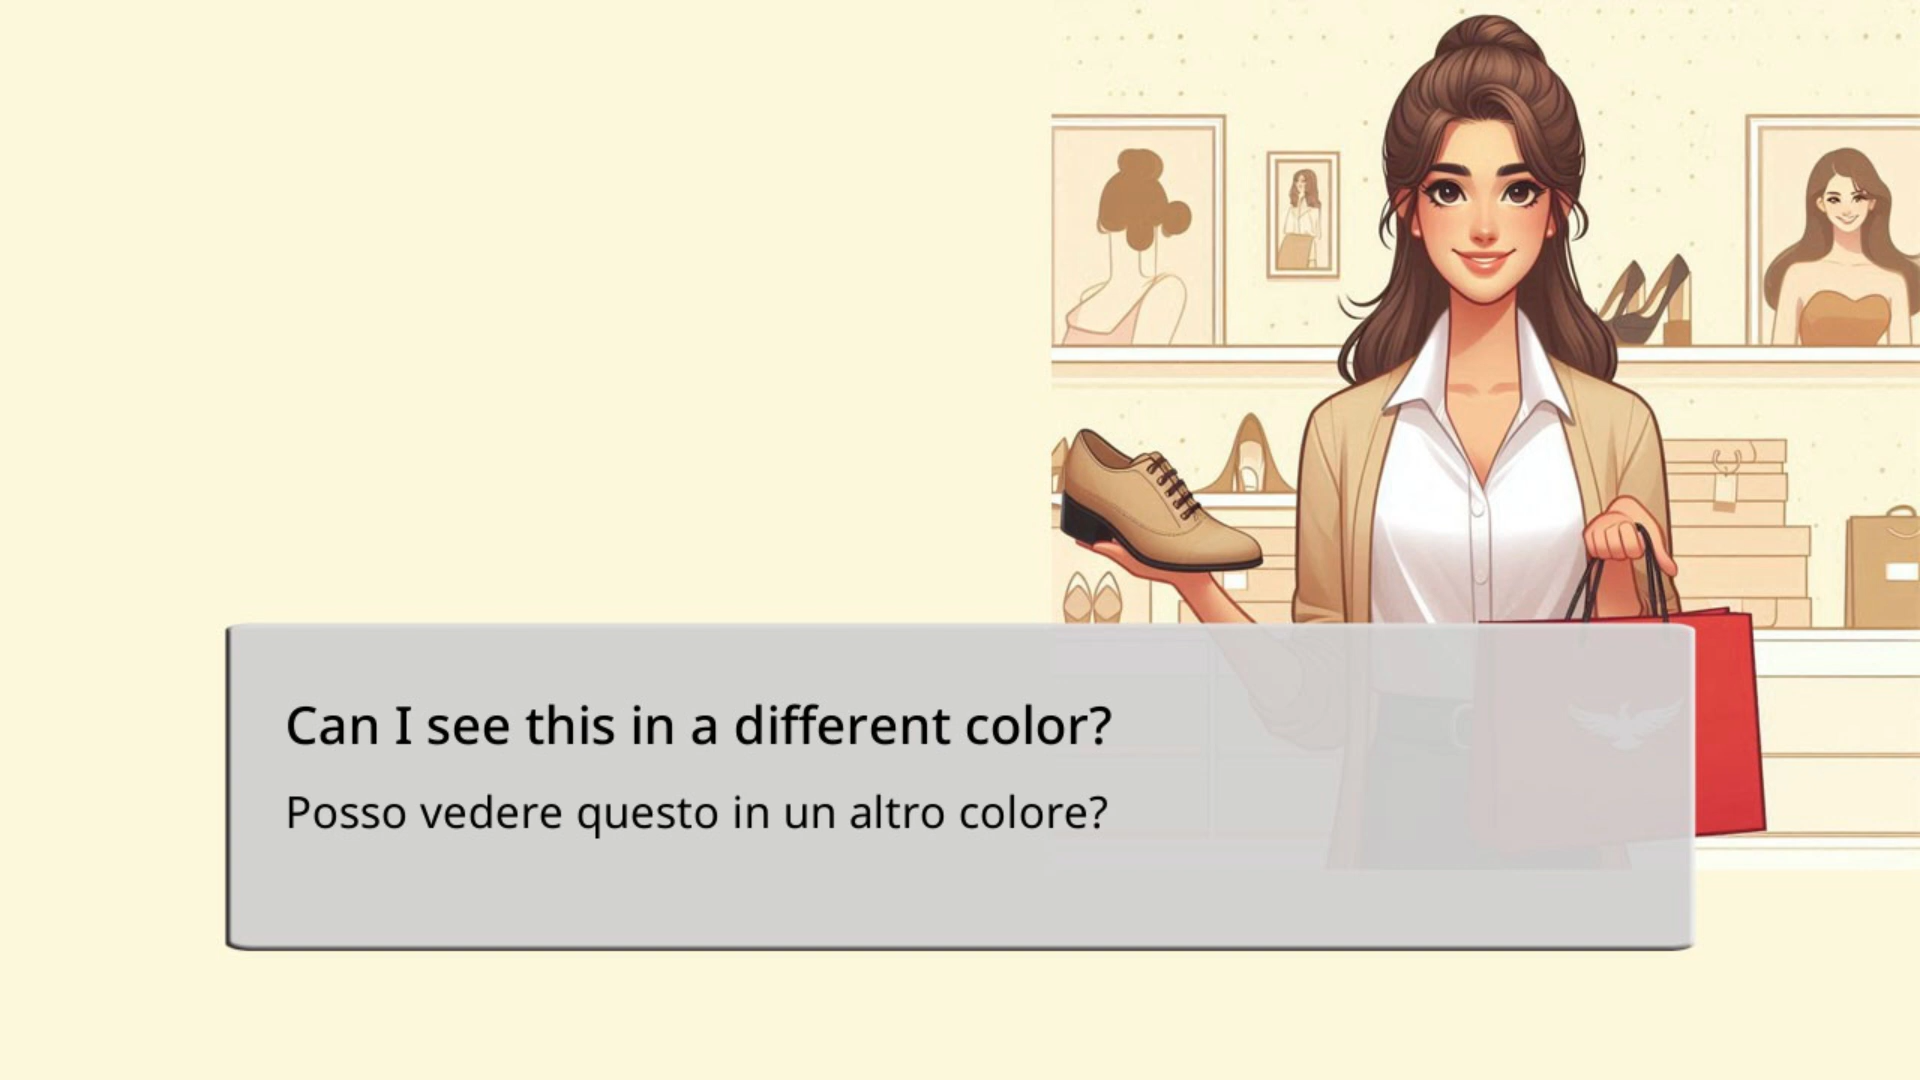 Can I see this in a different color?
Posso vedere questo in un altro colore?